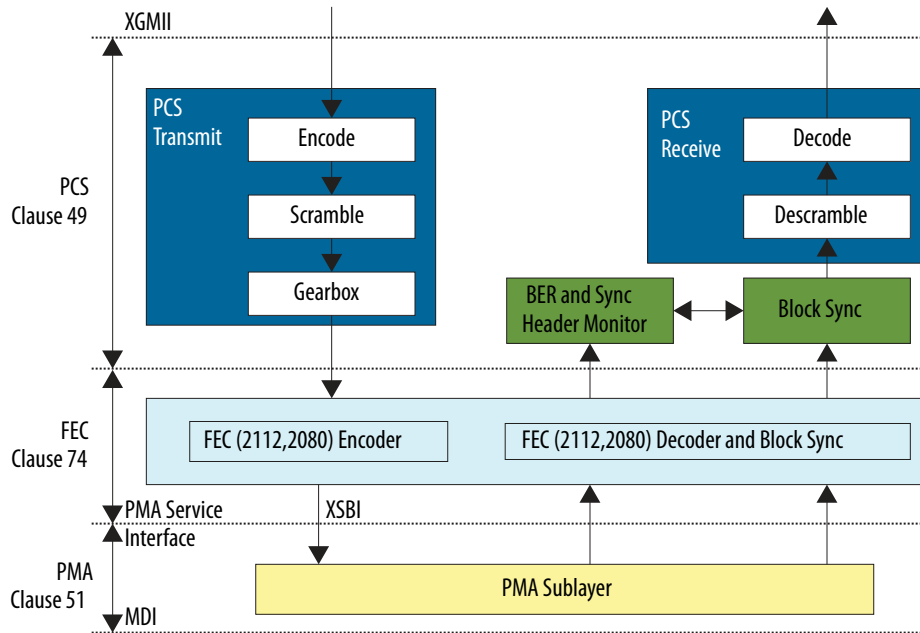 XGMII
PCS
Transmit
Encode
Scramble
Gearbox
PCS
Receive
Decode
Descramble
PCS
Clause 49
BER and Sync
Header Monitor
Block Sync
FEC
Clause 74
FEC (2112,2080) Encoder
FEC (2112,2080) Decoder and Block Sync
PMA Service
Interface
XSBI
PMA
Clause 51
PMA Sublayer
MDI